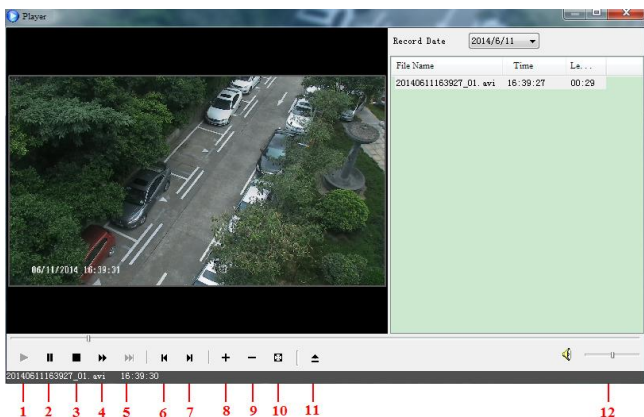 Player
Record Date 2014/6/11
File Name Time Le...
20140611163927_01.avi 16:39:27 00:29
06/11/2014 16:39:31
20140611163927_01.avi 16:39:30
1 2 3 4 5 6 7 8 9 10 11 12